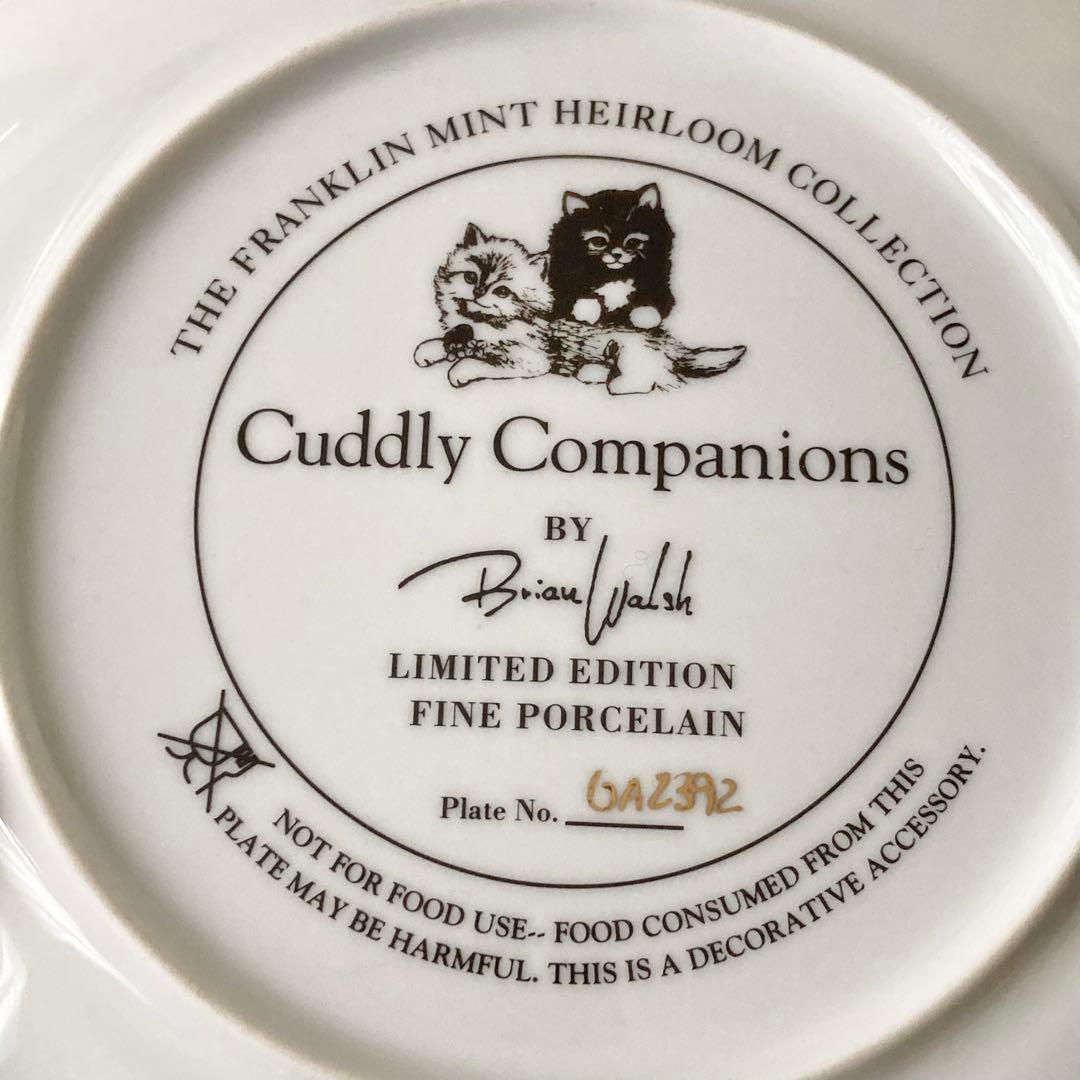 THE FRANKLIN MINT HEIRLOOM COLLECTION
Cuddly Companions
BY
Brian Walsh
LIMITED EDITION
FINE PORCELAIN
Plate No. GA2392
NOT FOR FOOD USE-- FOOD CONSUMED FROM THIS
PLATE MAY BE HARMFUL. THIS IS A DECORATIVE ACCESSORY.